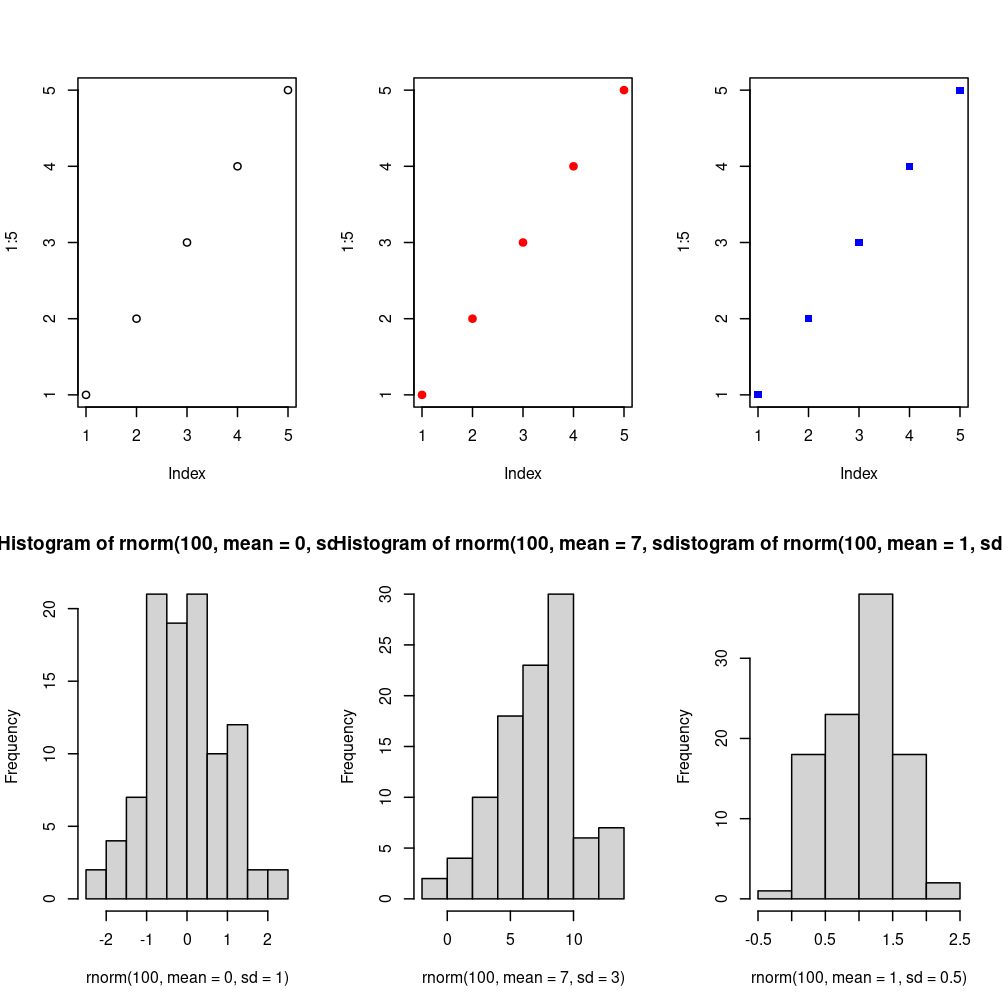 1:5
5
4
3
2
1
1 2 3 4 5
Index
1:5
5
4
3
2
1
1 2 3 4 5
Index
1:5
5
4
3
2
1
1 2 3 4 5
Index
Histogram of rnorm(100, mean = 0, sd
Frequency
20
15
10
5
0
-2 -1 0 1 2
rnorm(100, mean = 0, sd = 1)
Histogram of rnorm(100, mean = 7, sd
Frequency
30
25
20
15
10
5
0
0 5 10
rnorm(100, mean = 7, sd = 3)
istogram of rnorm(100, mean = 1, sd
Frequency
30
20
10
0
-0.5 0.5 1.5 2.5
rnorm(100, mean = 1, sd = 0.5)